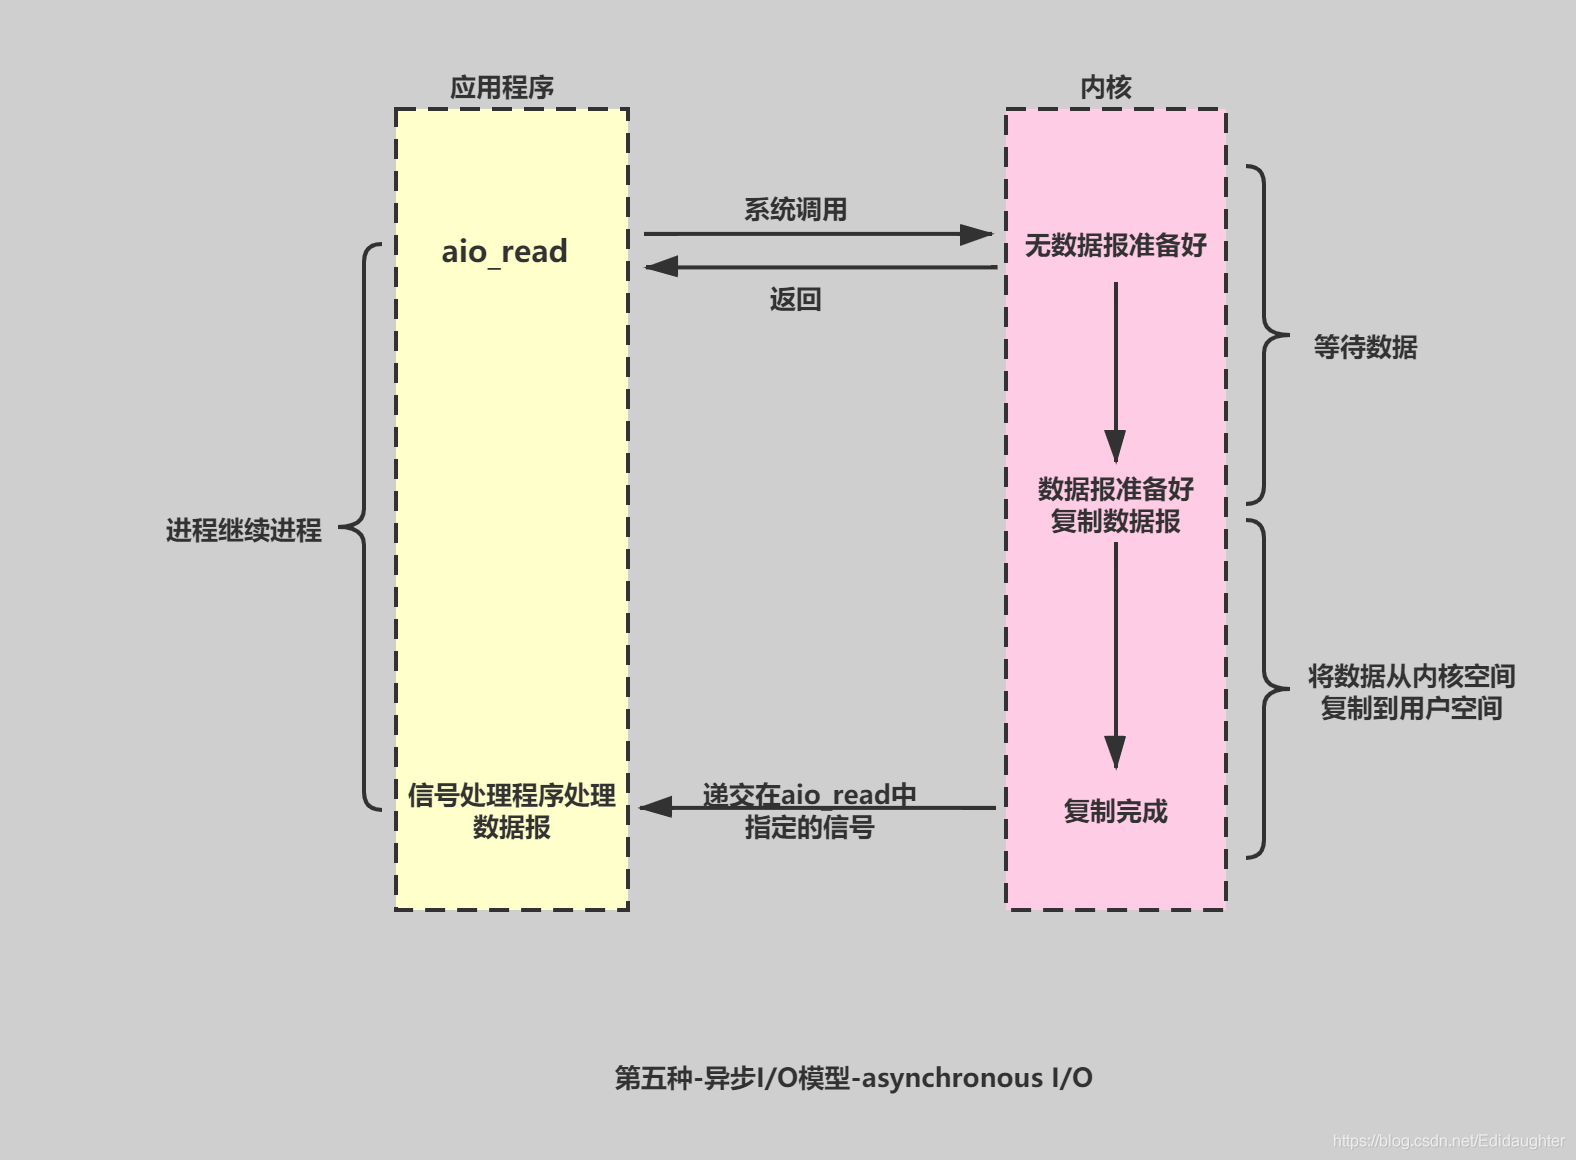 应用程序
内核
系统调用
aio_read
无数据报准备好
返回
等待数据
数据报准备好
复制数据报
进程继续进程
将数据从内核空间
复制到用户空间
信号处理程序处理
数据报
递交在aio_read中
指定的信号
复制完成
第五种-异步I/O模型-asynchronous I/O
https://blog.csdn.net/Edidaughter